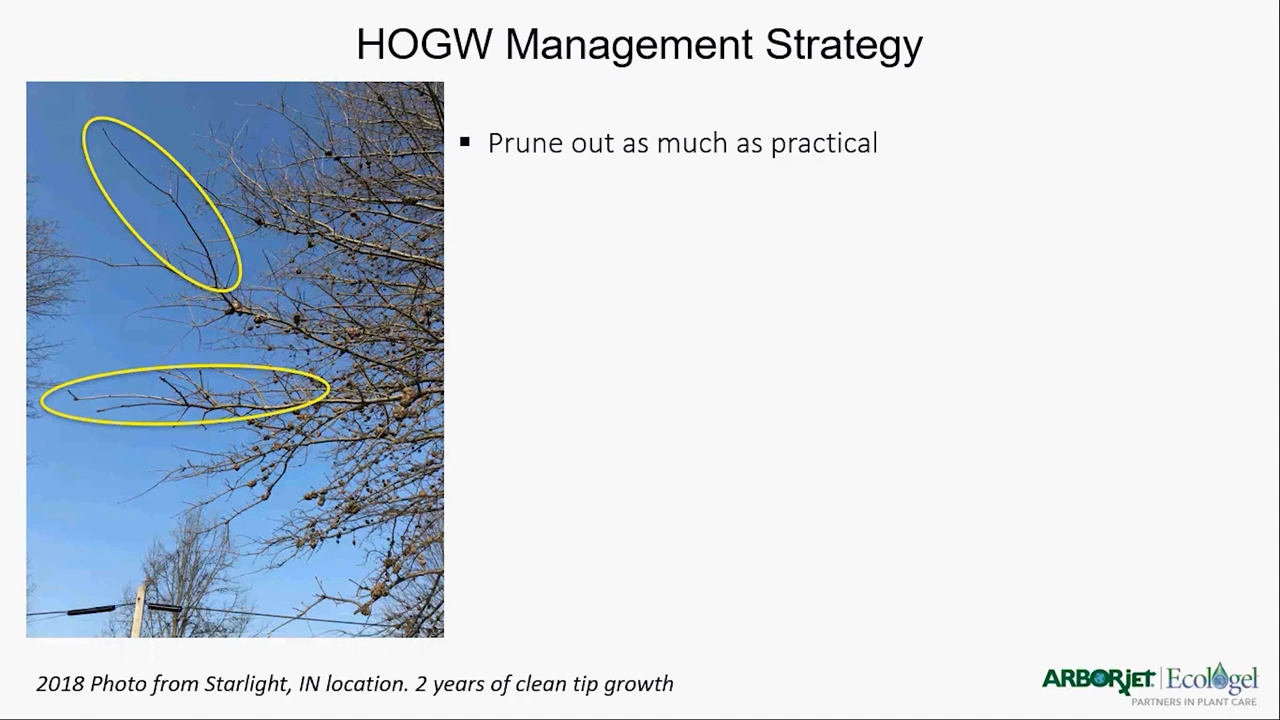 HOGW Management Strategy
▪ Prune out as much as practical
2018 Photo from Starlight, IN location. 2 years of clean tip growth
ARBORjet | Ecologel
PARTNERS IN PLANT CARE